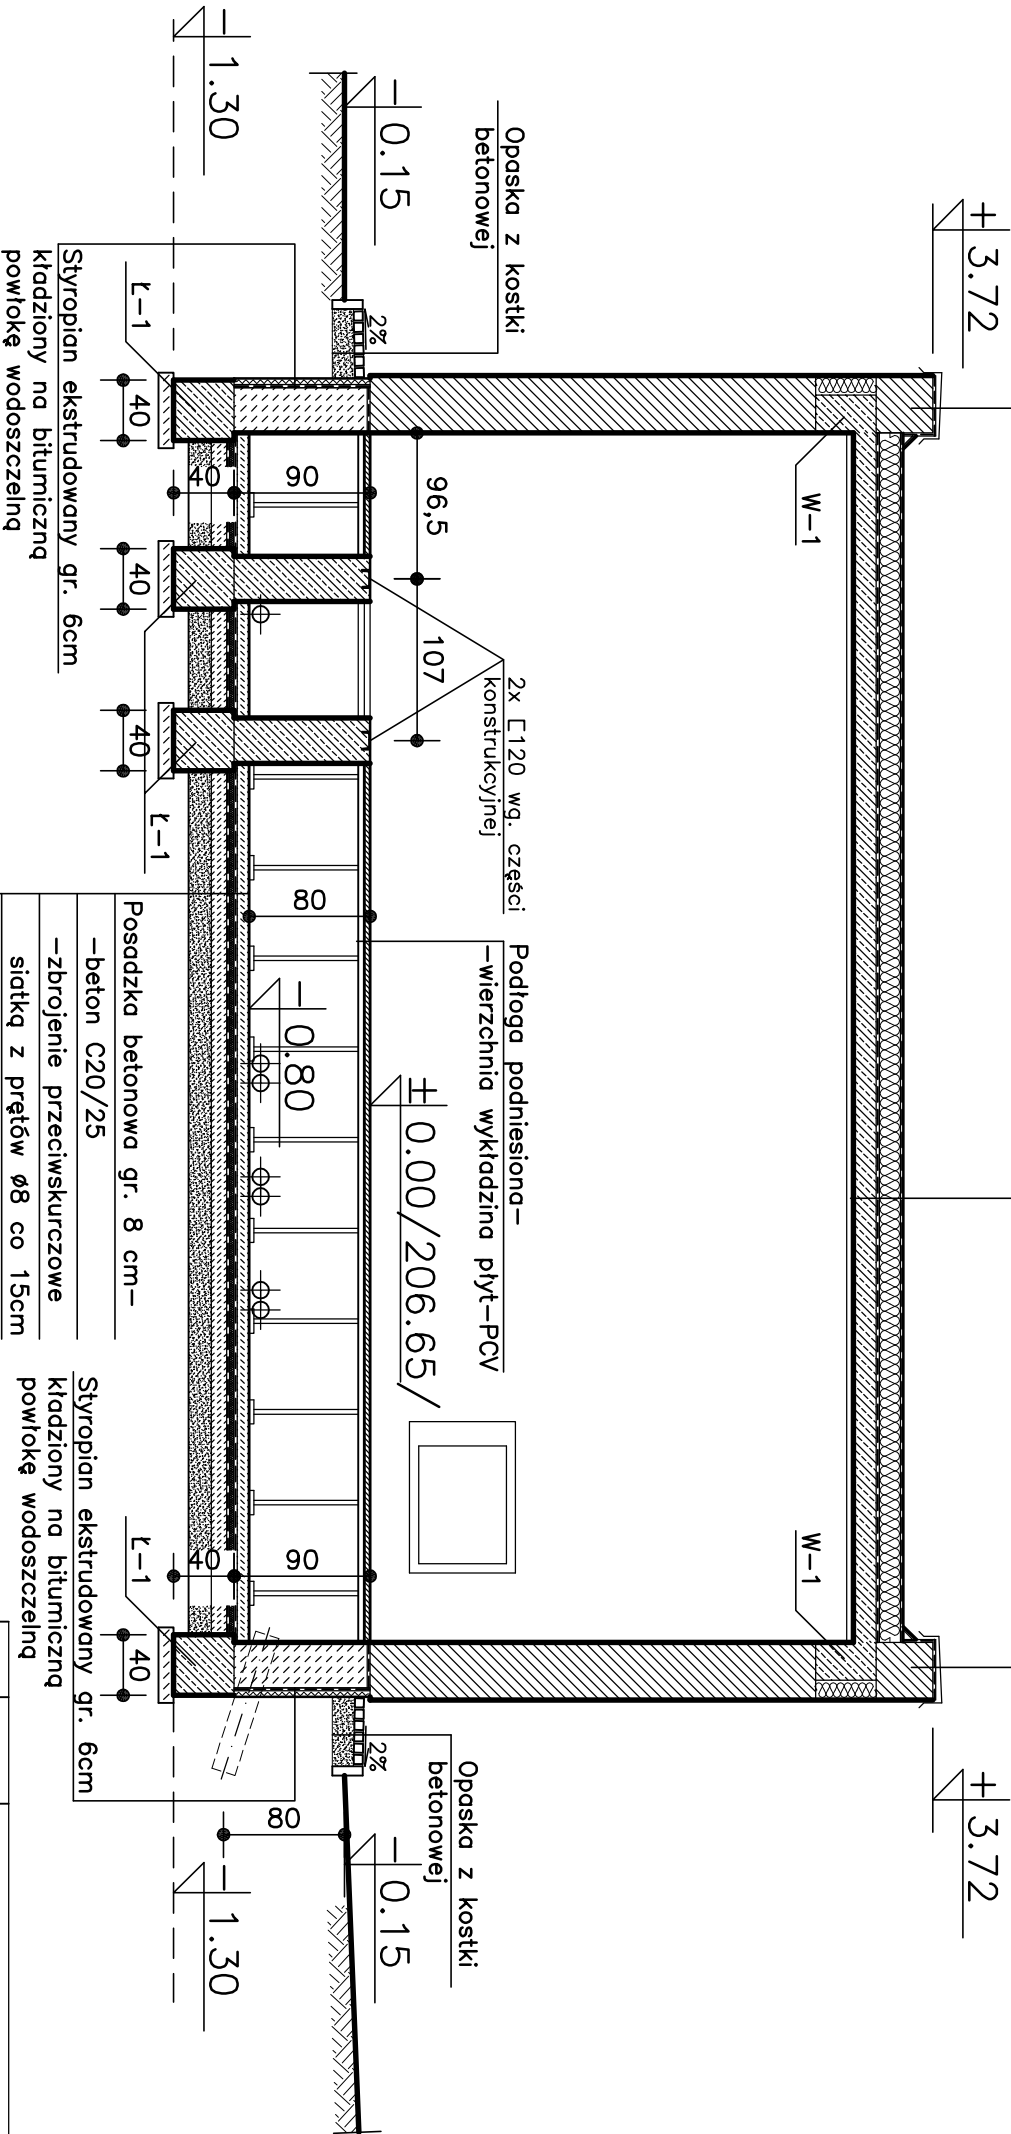 +3.72
+3.72
W-1
W-1
Opaska z kostki
betonowej
-0.15
2%
-1.30
96,5
107
2x [120 wg. części
konstrukcyjnej
Podłoga podniesiona-
-wierzchnia wykładzina płyt-PCV
±0.00/206.65/
-0.80
80
90
40
90
40
40
40
40
40
Opaska z kostki
betonowej
2%
-0.15
80
-1.30
Ł-1
Ł-1
Ł-1
Styropian ekstrudowany gr. 6cm
kładziony na bitumiczną
powłokę wodoszczelną
Posadzka betonowa gr. 8 cm-
-beton C20/25
-zbrojenie przeciwskurczowe
siatką z prętów ø8 co 15cm
Styropian ekstrudowany gr. 6cm
kładziony na bitumiczną
powłokę wodoszczelną